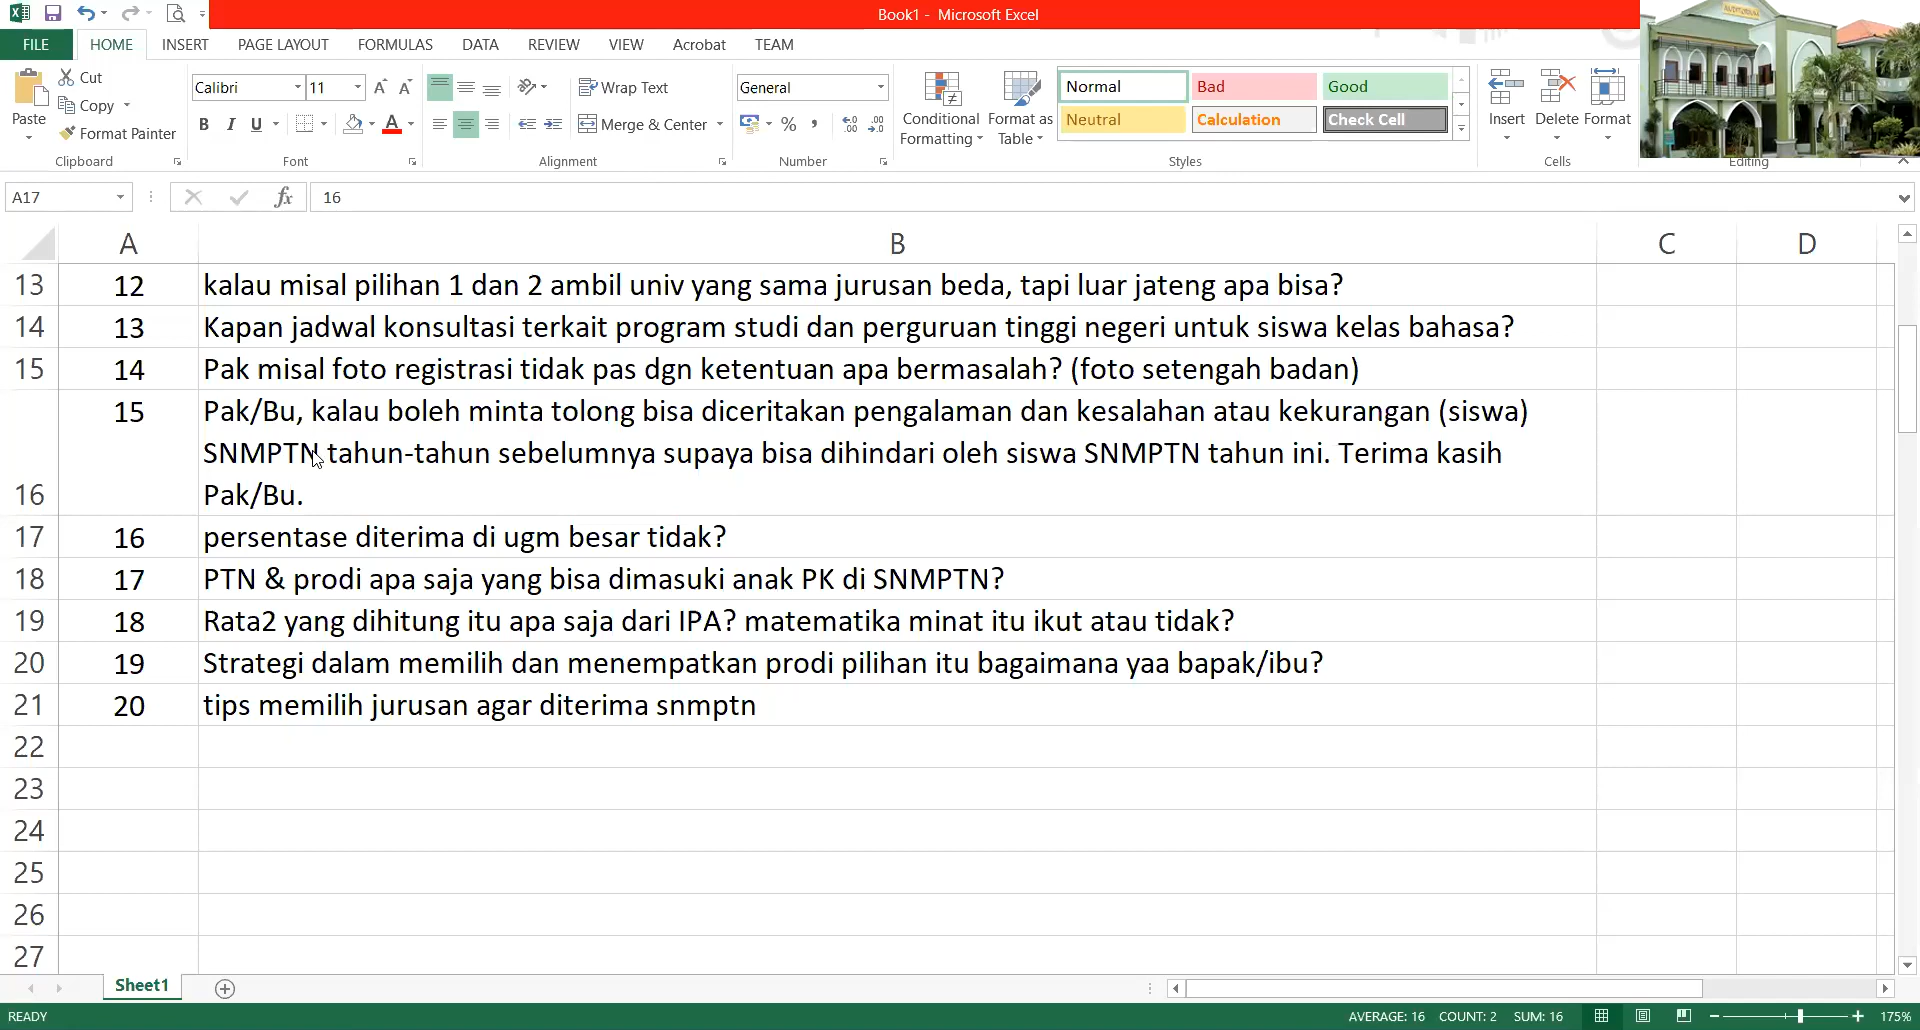 Book1 - Microsoft Excel
FILE HOME INSERT PAGE LAYOUT FORMULAS DATA REVIEW VIEW Acrobat TEAM
AUDITORIUM
Paste
Cut
Copy
Format Painter
Clipboard
Calibri 11
B I U
Font
Wrap Text
Merge & Center
Alignment
General
%
Number
Conditional Formatting
Format as Table
Normal Bad Good
Neutral Calculation Check Cell
Styles
Insert Delete Format
Cells
Editing
A17 fx 16
A B C D
13 12 kalau misal pilihan 1 dan 2 ambil univ yang sama jurusan beda, tapi luar jateng apa bisa?
14 13 Kapan jadwal konsultasi terkait program studi dan perguruan tinggi negeri untuk siswa kelas bahasa?
15 14 Pak misal foto registrasi tidak pas dgn ketentuan apa bermasalah? (foto setengah badan)
15 Pak/Bu, kalau boleh minta tolong bisa diceritakan pengalaman dan kesalahan atau kekurangan (siswa)
SNMPTN tahun-tahun sebelumnya supaya bisa dihindari oleh siswa SNMPTN tahun ini. Terima kasih
16 Pak/Bu.
17 16 persentase diterima di ugm besar tidak?
18 17 PTN & prodi apa saja yang bisa dimasuki anak PK di SNMPTN?
19 18 Rata2 yang dihitung itu apa saja dari IPA? matematika minat itu ikut atau tidak?
20 19 Strategi dalam memilih dan menempatkan prodi pilihan itu bagaimana yaa bapak/ibu?
21 20 tips memilih jurusan agar diterima snmptn
22
23
24
25
26
27
Sheet1
READY AVERAGE: 16 COUNT: 2 SUM: 16 175%